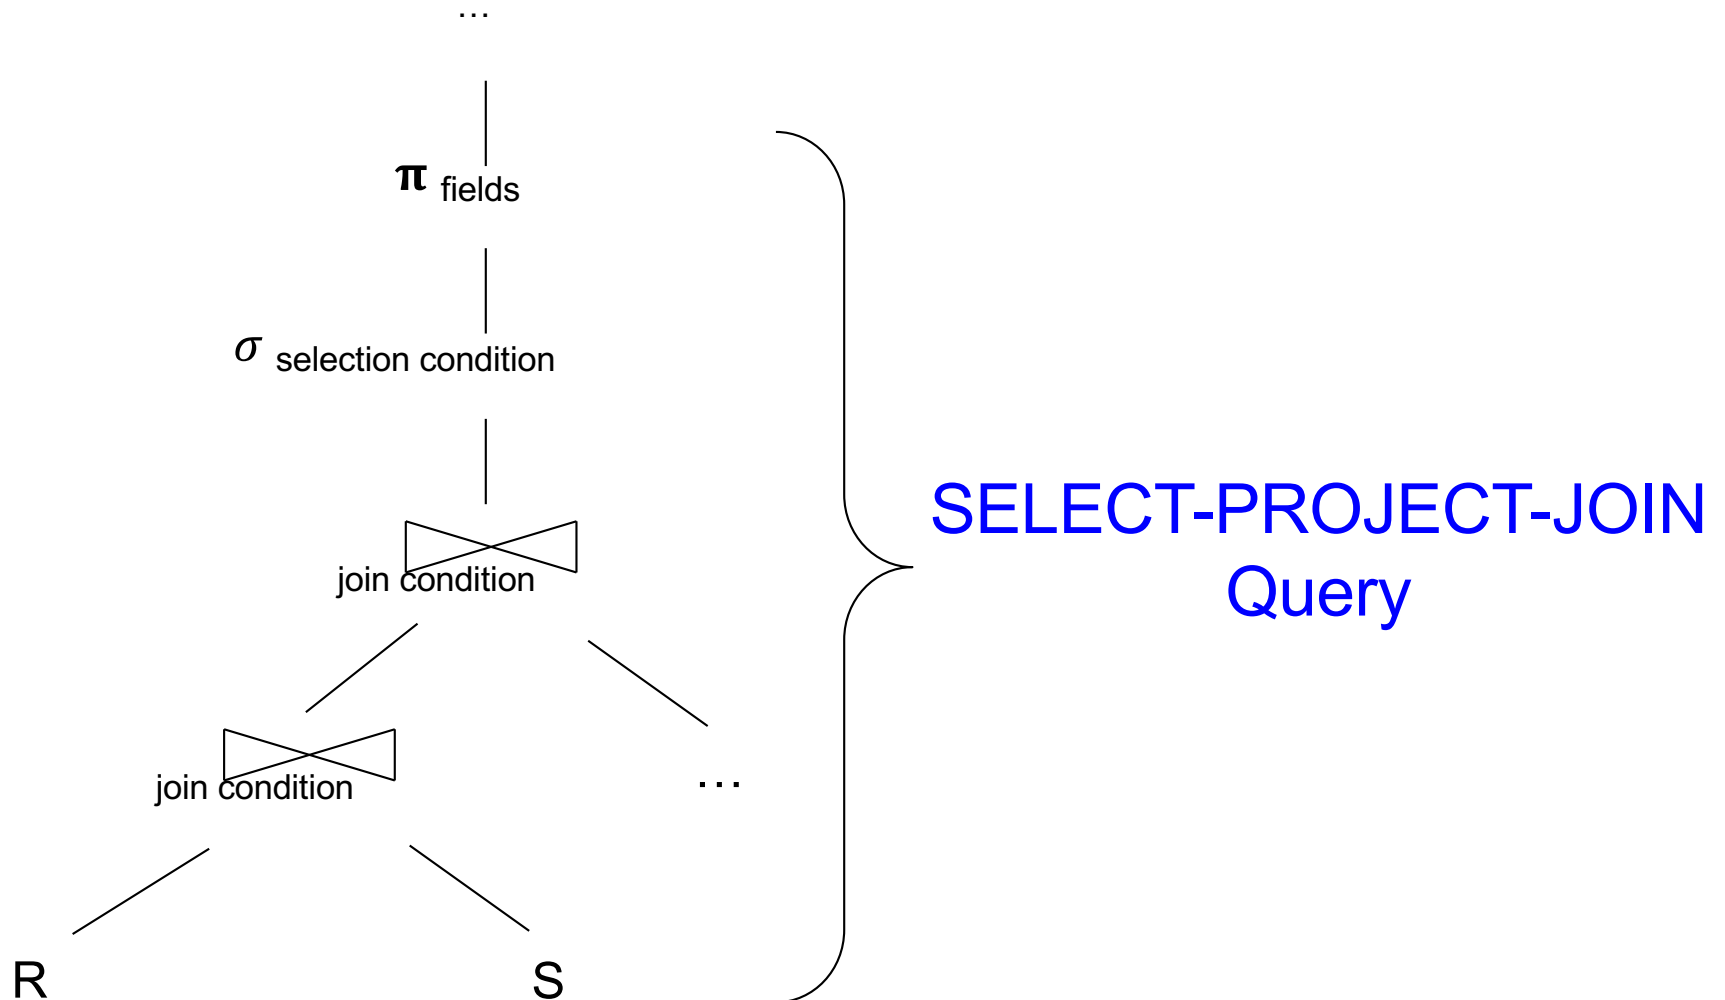 …
π fields
σ selection condition
SELECT-PROJECT-JOIN
Query
join condition
join condition
…
R
S